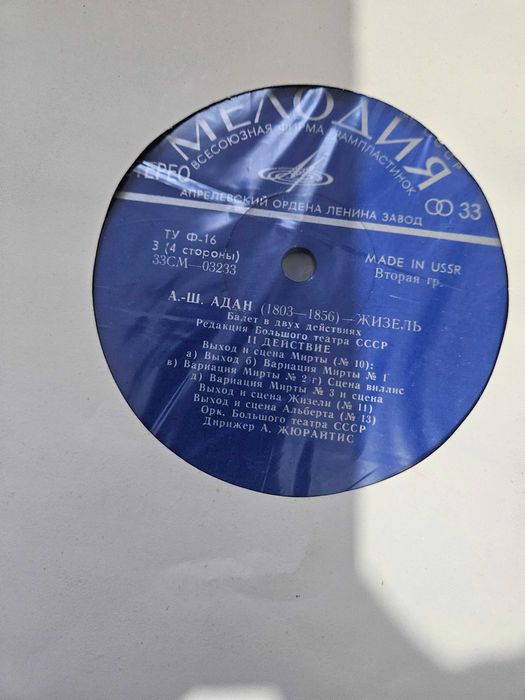 МЕЛОДИЯ
СССР
ВСЕСОЮЗНАЯ ФИРМА ГРАМПЛАСТИНОК
ТЕРЕО
АПРЕЛЕВСКИЙ ОРДЕНА ЛЕНИНА ЗАВОД
33
ТУ Ф-16
3 (4 стороны)
33СМ—03233
MADE IN USSR
Вторая гр.
А.-Ш. АДАН (1803—1856) — ЖИЗЕЛЬ
Балет в двух действиях
Редакция Большого театра СССР
II ДЕЙСТВИЕ
Выход и сцена Мирты (№ 10):
а) Выход б) Вариация Мирты № 1
в) Вариация Мирты № 2 г) Сцена виллис
д) Вариация Мирты № 3 и сцена
Выход и сцена Жизели (№ 11)
Выход и сцена Альберта (№ 13)
Орк. Большого театра СССР
Дирижер А. ЖЮРАЙТИС